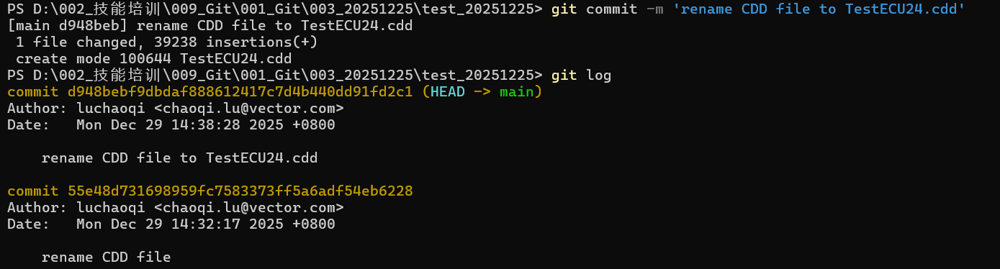 PS D:\002_技能培训\009_Git\001_Git\003_20251225\test_20251225> git commit -m 'rename CDD file to TestECU24.cdd'
[main d948beb] rename CDD file to TestECU24.cdd
 1 file changed, 39238 insertions(+)
 create mode 100644 TestECU24.cdd
PS D:\002_技能培训\009_Git\001_Git\003_20251225\test_20251225> git log
commit d948bebf9dbdaf888612417c7d4b440dd91fd2c1 (HEAD -> main)
Author: luchaoqi <chaoqi.lu@vector.com>
Date:   Mon Dec 29 14:38:28 2025 +0800
    rename CDD file to TestECU24.cdd
commit 55e48d731698959fc7583373ff5a6adf54eb6228
Author: luchaoqi <chaoqi.lu@vector.com>
Date:   Mon Dec 29 14:32:17 2025 +0800
    rename CDD file